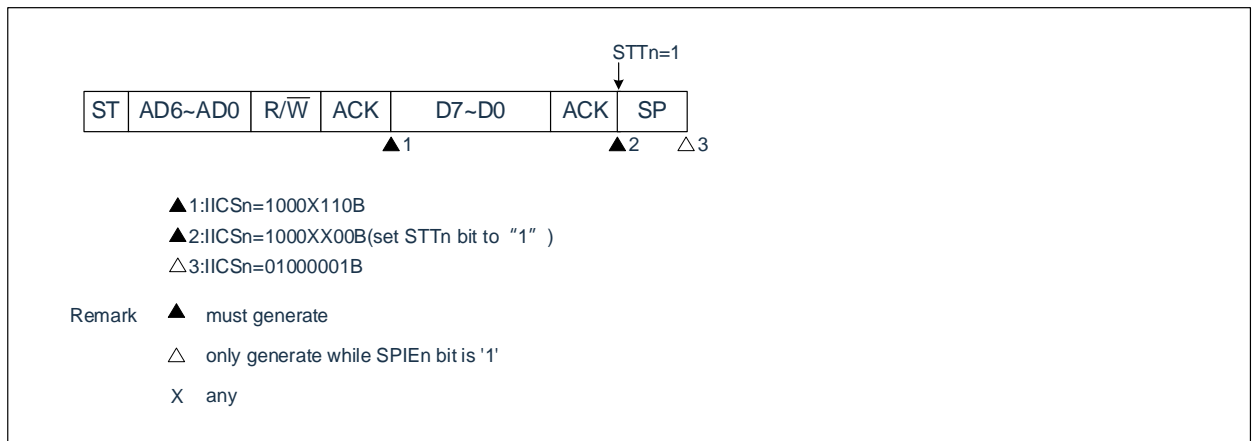 STTn=1
ST AD6~AD0 R/W ACK D7~D0 ACK SP
▲1 ▲2 △3
▲1:IICSn=1000X110B
▲2:IICSn=1000XX00B(set STTn bit to “1” )
△3:IICSn=01000001B
Remark ▲ must generate
△ only generate while SPIEn bit is '1'
X any